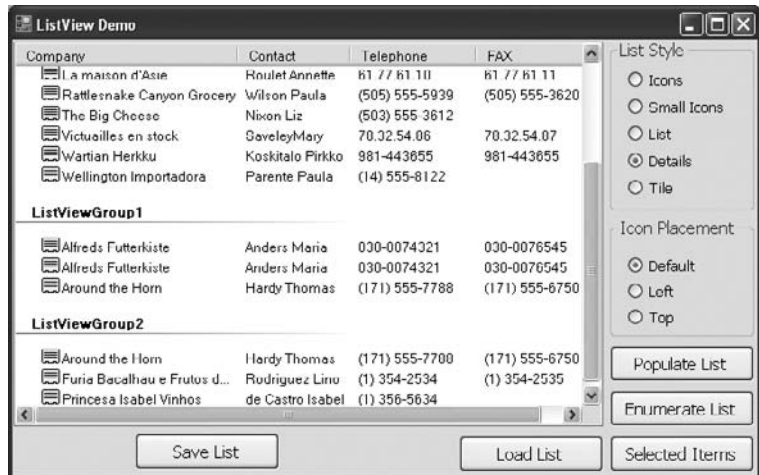 ListView Demo
Company Contact Telephone FAX
La maison d'Asie Roulet Annette 61.77.61.10 61.77.61.11
Rattlesnake Canyon Grocery Wilson Paula (505) 555-5939 (505) 555-3620
The Big Cheese Nixon Liz (503) 555-3612
Victuailles en stock SaveleyMary 78.32.54.86 78.32.54.87
Wartian Herkku Koskitalo Pirkko 981-443655 981-443655
Wellington Importadora Parente Paula (14) 555-8122
ListViewGroup1
Alfreds Futterkiste Anders Maria 030-0074321 030-0076545
Alfreds Futterkiste Anders Maria 030-0074321 030-0076545
Around the Horn Hardy Thomas (171) 555-7788 (171) 555-6750
ListViewGroup2
Around the Horn Hardy Thomas (171) 555-7788 (171) 555-6750
Furia Bacalhau e Frutos d... Rodriguez Lino (1) 354-2534 (1) 354-2535
Princesa Isabel Vinhos de Castro Isabel (1) 356-5634
List Style
Icons
Small Icons
List
Details
Tile
Icon Placement
Default
Left
Top
Populate List
Enumerate List
Save List
Load List
Selected Items